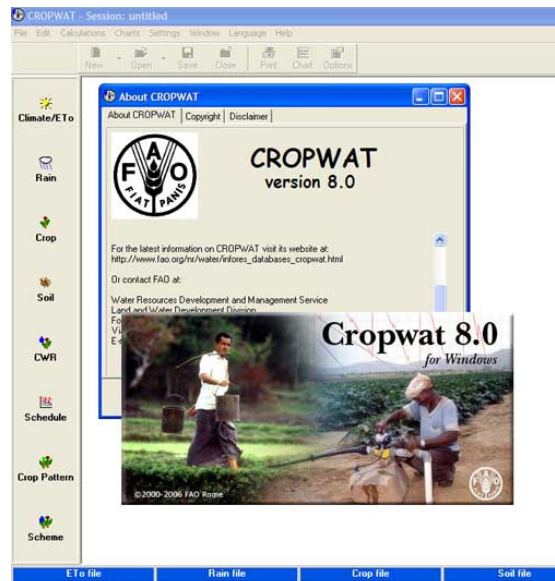 CROPWAT - Session: untitled
File Edit Calculations Charts Settings Window Language Help
New Open Save Close Print Chart Options
About CROPWAT
About CROPWAT Copyright Disclaimer
Climate/ETo
Rain
Crop
Soil
CWR
Schedule
Crop Pattern
Scheme
FAO
FIAT PANIS
CROPWAT
version 8.0
For the latest information on CROPWAT visit its website at:
http://www.fao.org/nr/water/infores_databases_cropwat.html
Or contact FAO at:
Water Resources Development and Management Service
Land and Water Development Division
Cropwat 8.0
for Windows
©2000-2006 FAO Rome
ETo file Rain file Crop file Soil file